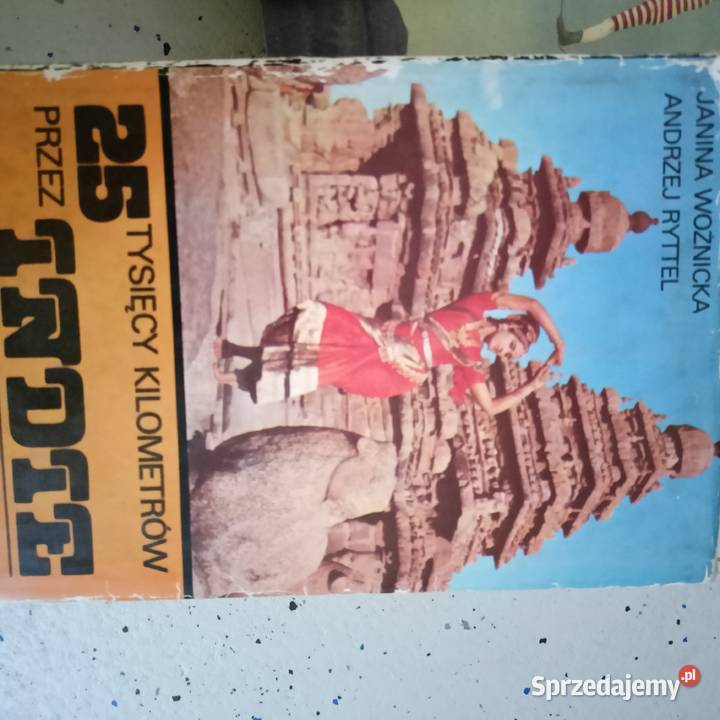 JANINA WOŹNICKA
ANDRZEJ RYTTEL
25 TYSIĘCY KILOMETRÓW
PRZEZ INDIE
Sprzedajemy.pl